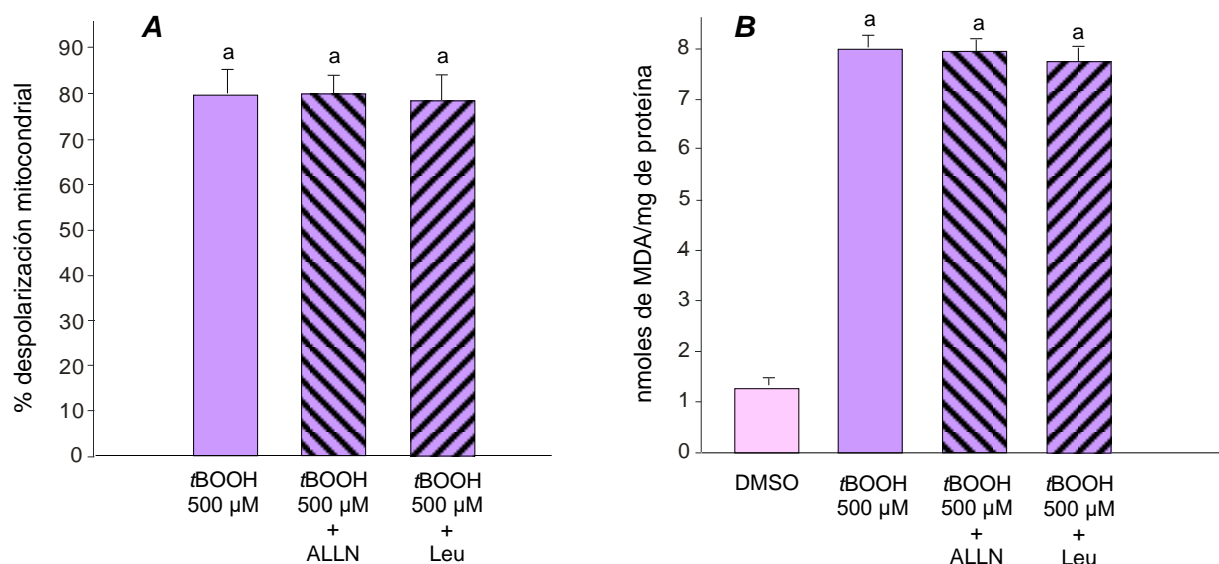 A
% despolarización mitocondrial
90
80
70
60
50
40
30
20
10
0
a
a
a
tBOOH
500 µM
tBOOH
500 µM
+
ALLN
tBOOH
500 µM
+
Leu
B
nmoles de MDA/mg de proteína
8
7
6
5
4
3
2
1
0
a
a
a
DMSO
tBOOH
500 µM
tBOOH
500 µM
+
ALLN
tBOOH
500 µM
+
Leu